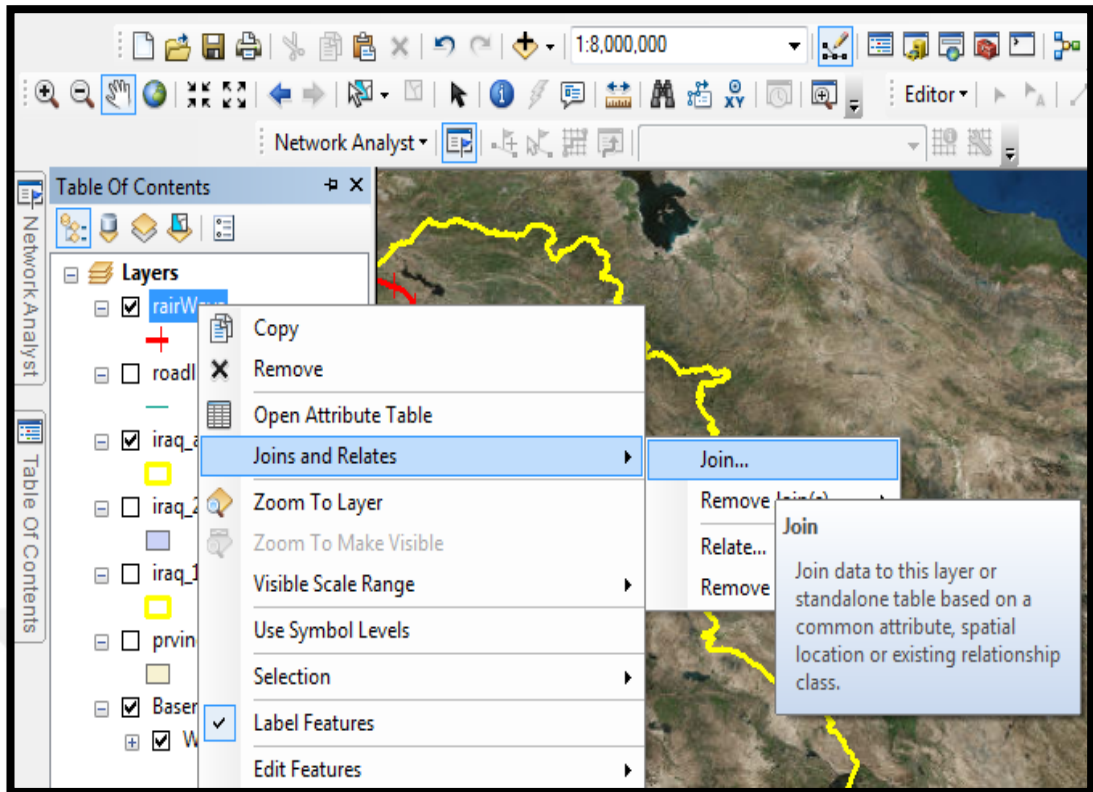 1:8,000,000
Editor
Network Analyst
Table Of Contents
Network Analyst
Table Of Contents
Layers
rairWays
roadl
iraq_a
iraq_2
iraq_1
prvin
Baser
W
Copy
Remove
Open Attribute Table
Joins and Relates
Zoom To Layer
Zoom To Make Visible
Visible Scale Range
Use Symbol Levels
Selection
Label Features
Edit Features
Join...
Remove Join(s)
Relate...
Remove
Join
Join data to this layer or
standalone table based on a
common attribute, spatial
location or existing relationship
class.